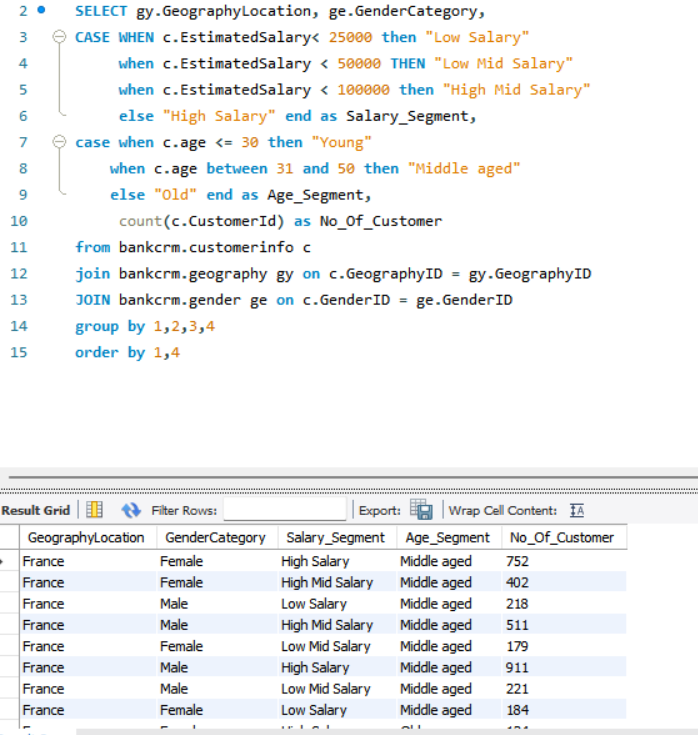 2 SELECT gy.GeographyLocation, ge.GenderCategory,
3 CASE WHEN c.EstimatedSalary< 25000 then "Low Salary"
4 when c.EstimatedSalary < 50000 THEN "Low Mid Salary"
5 when c.EstimatedSalary < 100000 then "High Mid Salary"
6 else "High Salary" end as Salary_Segment,
7 case when c.age <= 30 then "Young"
8 when c.age between 31 and 50 then "Middle aged"
9 else "Old" end as Age_Segment,
10 count(c.CustomerId) as No_Of_Customer
11 from bankcrm.customerinfo c
12 join bankcrm.geography gy on c.GeographyID = gy.GeographyID
13 JOIN bankcrm.gender ge on c.GenderID = ge.GenderID
14 group by 1,2,3,4
15 order by 1,4
Result Grid Filter Rows: Export: Wrap Cell Content:
GeographyLocation GenderCategory Salary_Segment Age_Segment No_Of_Customer
France Female High Salary Middle aged 752
France Female High Mid Salary Middle aged 402
France Male Low Salary Middle aged 218
France Male High Mid Salary Middle aged 511
France Female Low Mid Salary Middle aged 179
France Male High Salary Middle aged 911
France Male Low Mid Salary Middle aged 221
France Female Low Salary Middle aged 184